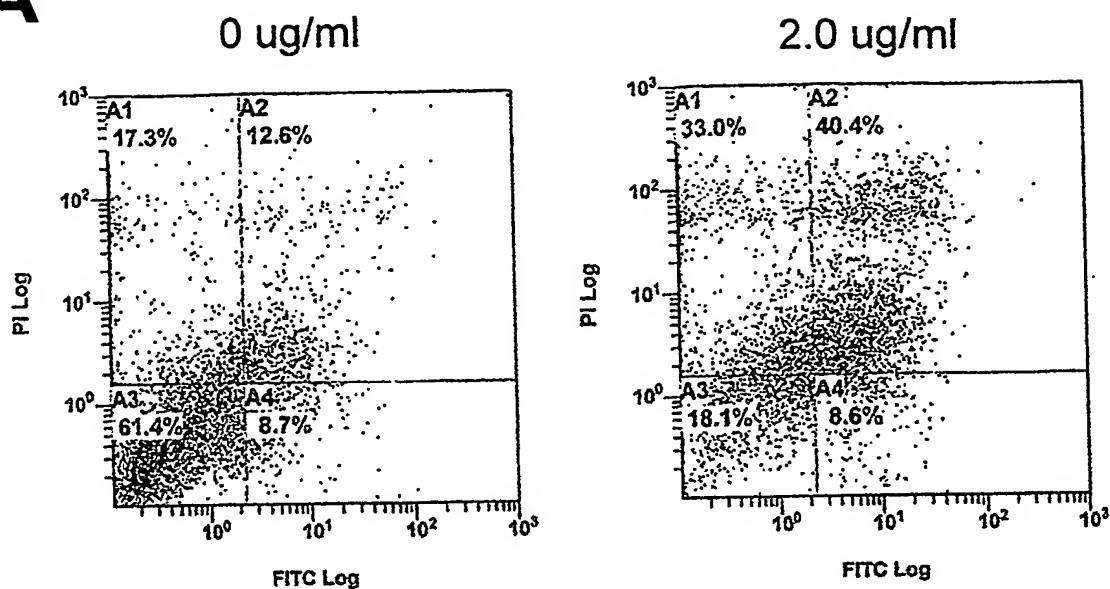 A
0 ug/ml
2.0 ug/ml
10³
A1
A2
17.3%
12.6%
10²
10¹
10⁰
A3
A4
61.4%
8.7%
10⁰
10¹
10²
10³
PI Log
FITC Log
10³
A1
A2
33.0%
40.4%
10²
10¹
10⁰
A3
A4
18.1%
8.6%
10⁰
10¹
10²
10³
PI Log
FITC Log